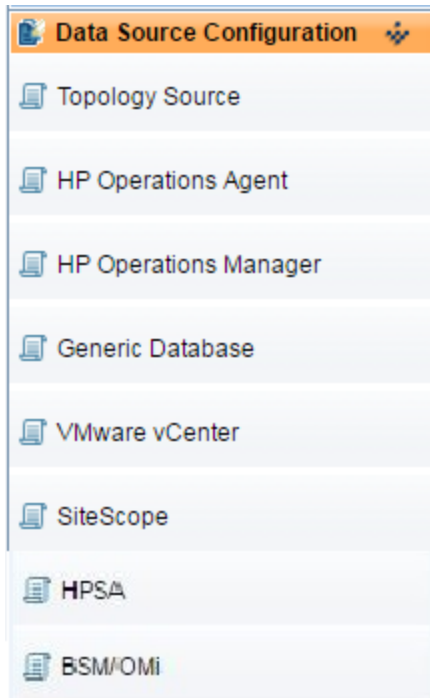 Data Source Configuration
Topology Source
HP Operations Agent
HP Operations Manager
Generic Database
VMware vCenter
SiteScope
HPSA
BSM/OMi